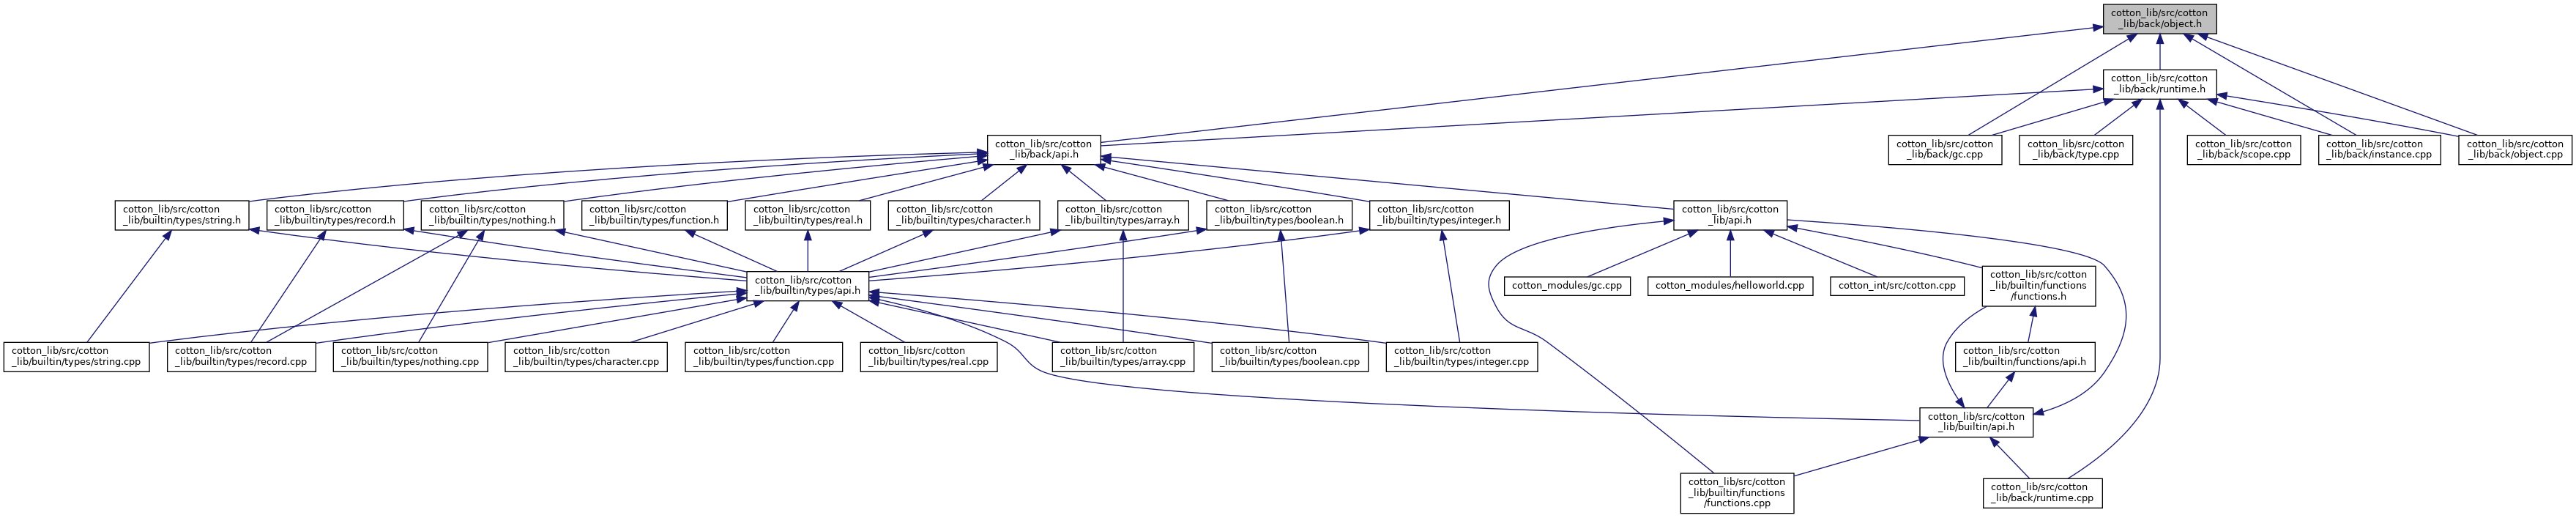 cotton_lib/src/cotton
_lib/back/object.h
cotton_lib/src/cotton
_lib/back/runtime.h
cotton_lib/src/cotton
_lib/back/api.h
cotton_lib/src/cotton
_lib/back/gc.cpp
cotton_lib/src/cotton
_lib/back/type.cpp
cotton_lib/src/cotton
_lib/back/scope.cpp
cotton_lib/src/cotton
_lib/back/instance.cpp
cotton_lib/src/cotton
_lib/back/object.cpp
cotton_lib/src/cotton
_lib/builtin/types/string.h
cotton_lib/src/cotton
_lib/builtin/types/record.h
cotton_lib/src/cotton
_lib/builtin/types/nothing.h
cotton_lib/src/cotton
_lib/builtin/types/function.h
cotton_lib/src/cotton
_lib/builtin/types/real.h
cotton_lib/src/cotton
_lib/builtin/types/character.h
cotton_lib/src/cotton
_lib/builtin/types/array.h
cotton_lib/src/cotton
_lib/builtin/types/boolean.h
cotton_lib/src/cotton
_lib/builtin/types/integer.h
cotton_lib/src/cotton
_lib/api.h
cotton_lib/src/cotton
_lib/builtin/types/api.h
cotton_modules/gc.cpp
cotton_modules/helloworld.cpp
cotton_int/src/cotton.cpp
cotton_lib/src/cotton
_lib/builtin/functions
/functions.h
cotton_lib/src/cotton
_lib/builtin/types/string.cpp
cotton_lib/src/cotton
_lib/builtin/types/record.cpp
cotton_lib/src/cotton
_lib/builtin/types/nothing.cpp
cotton_lib/src/cotton
_lib/builtin/types/character.cpp
cotton_lib/src/cotton
_lib/builtin/types/function.cpp
cotton_lib/src/cotton
_lib/builtin/types/real.cpp
cotton_lib/src/cotton
_lib/builtin/types/array.cpp
cotton_lib/src/cotton
_lib/builtin/types/boolean.cpp
cotton_lib/src/cotton
_lib/builtin/types/integer.cpp
cotton_lib/src/cotton
_lib/builtin/functions/api.h
cotton_lib/src/cotton
_lib/builtin/api.h
cotton_lib/src/cotton
_lib/builtin/functions
/functions.cpp
cotton_lib/src/cotton
_lib/back/runtime.cpp